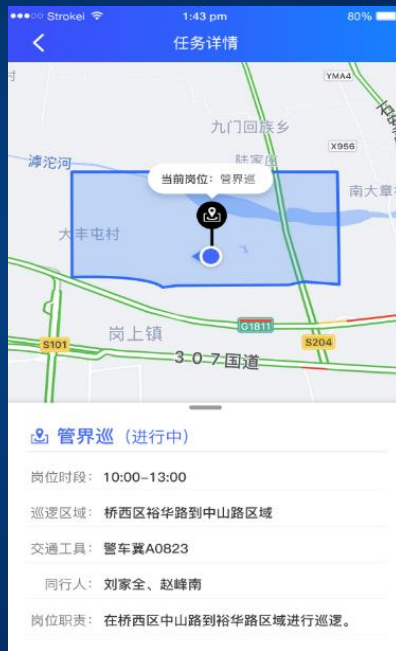 Strokel
1:43 pm
80%
任务详情
村
YMA4
九门回族乡
X956
滹沱河
当前岗位：管界巡
南大章
大丰屯村
G1811
岗上镇
S101
S204
307国道
管界巡（进行中）
岗位时段：10:00-13:00
巡逻区域：桥西区裕华路到中山路区域
交通工具：警车冀A0823
同行人：刘家全、赵峰南
岗位职责：在桥西区中山路到裕华路区域进行巡逻。